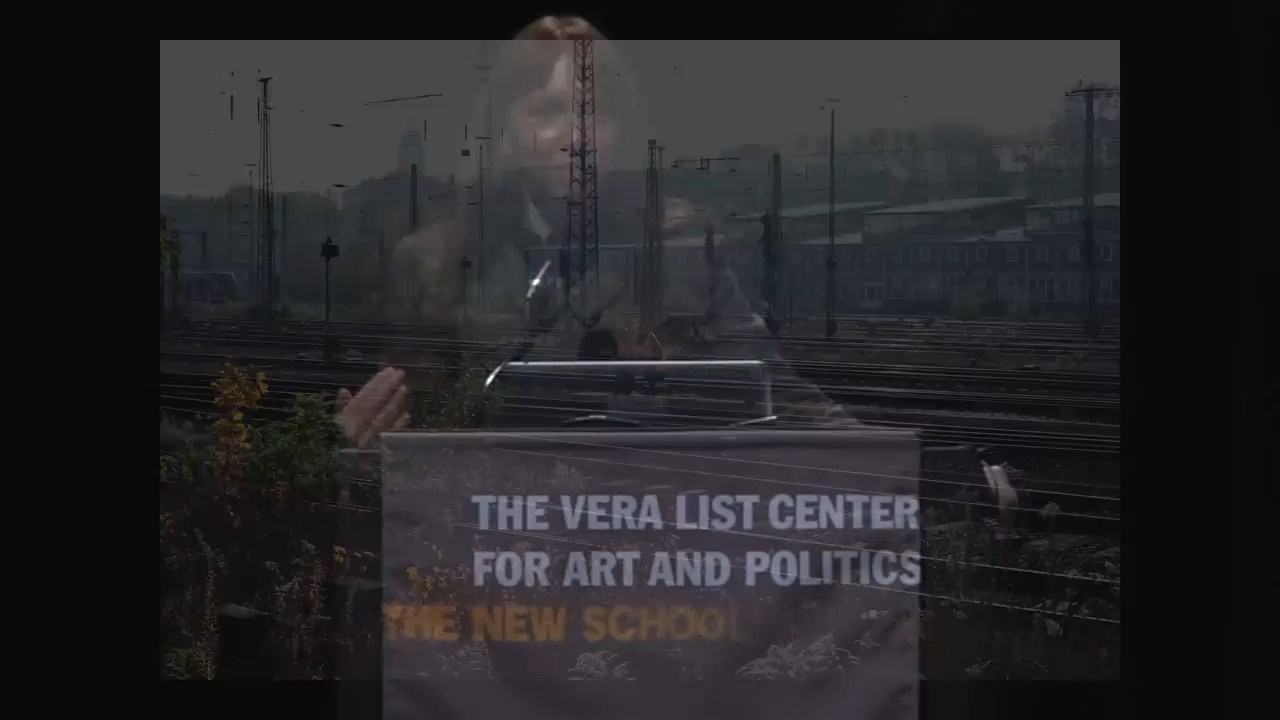 THE VERA LIST CENTER
FOR ART AND POLITICS
THE NEW SCHOOL